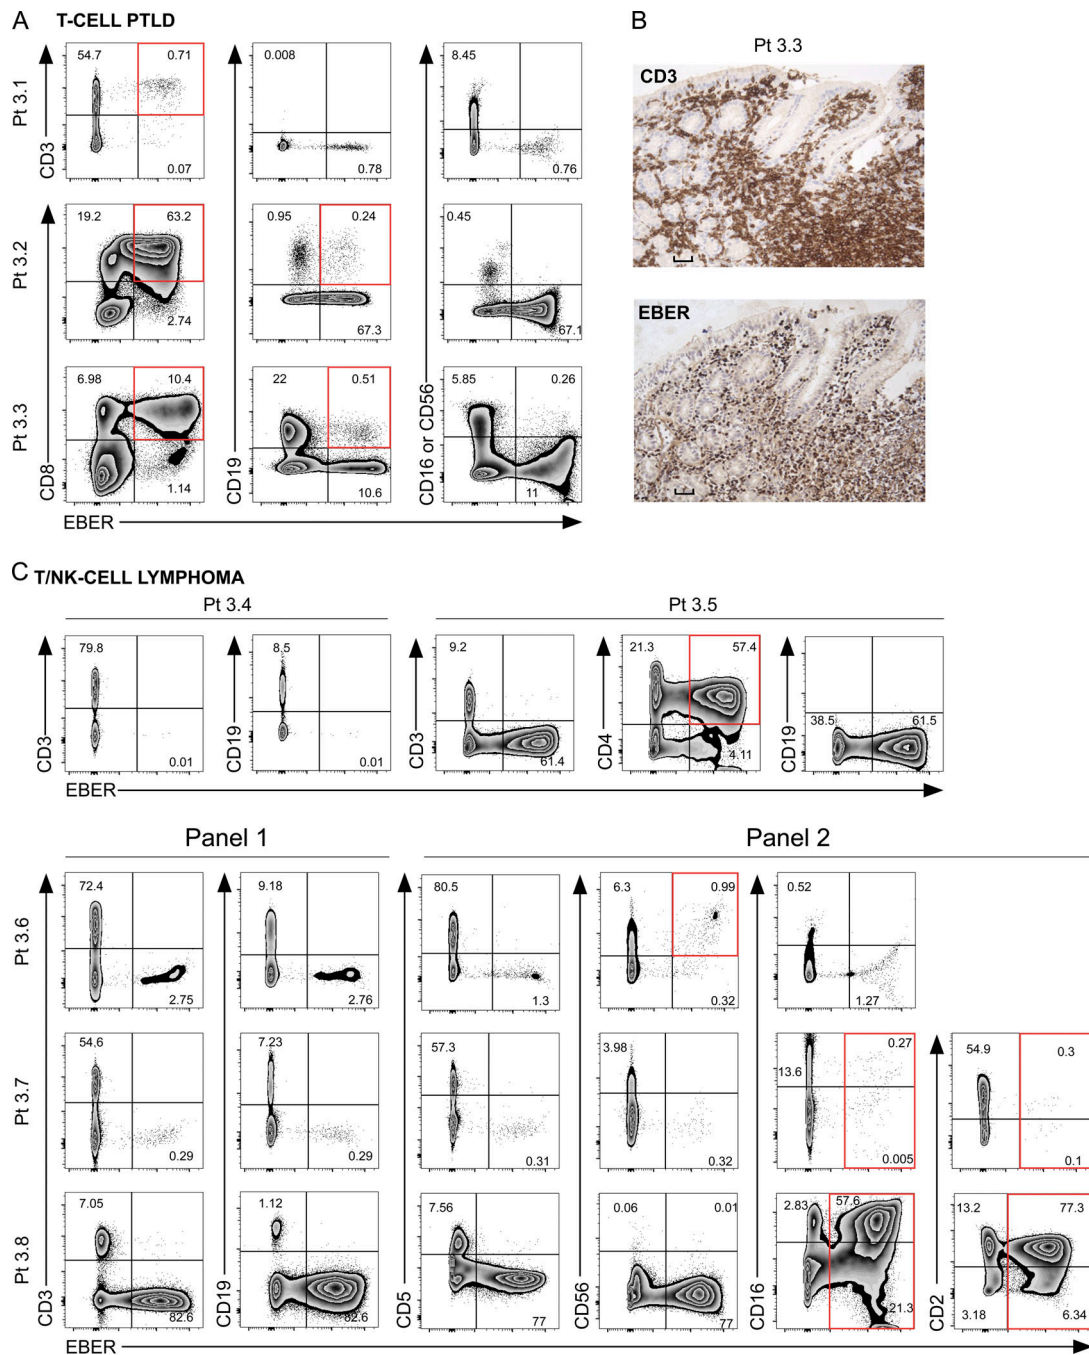 A T-CELL PTLD
B
Pt 3.3
Pt 3.1
CD3
54.7 0.71
0.07
0.008
0.78
8.45
0.76
CD3
Pt 3.2
19.2 63.2
2.74
0.95 0.24
67.3
0.45
67.1
Pt 3.3
CD8
6.98 10.4
1.14
CD19
22 0.51
10.6
CD16 or CD56
5.85 0.26
11
EBER
EBER
C T/NK-CELL LYMPHOMA
Pt 3.4
Pt 3.5
CD3
79.8
0.01
CD19
8.5
0.01
CD3
9.2
61.4
CD4
21.3 57.4
4.11
CD19
38.5 61.5
EBER
Panel 1
Panel 2
Pt 3.6
72.4
2.75
9.18
2.76
80.5
1.3
6.3 0.99
0.32
0.52
1.27
Pt 3.7
54.6
0.29
7.23
0.29
57.3
0.31
3.98
0.32
0.27
13.6
0.005
54.9 0.3
0.1
Pt 3.8
CD3
7.05
82.6
CD19
1.12
82.6
CD5
7.56
77
CD56
0.06 0.01
77
CD16
2.83 57.6
21.3
CD2
13.2 77.3
3.18 6.34
EBER